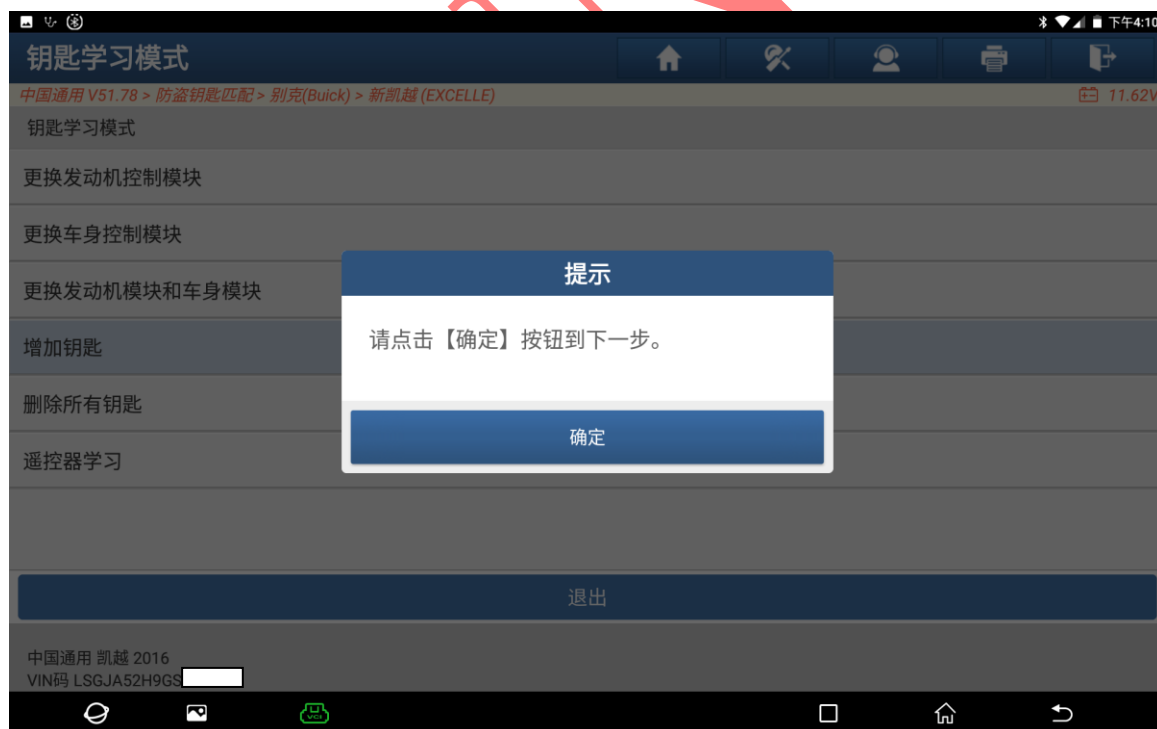 下午4:10
钥匙学习模式
中国通用 V51.78 > 防盗钥匙匹配 > 别克(Buick) > 新凯越 (EXCELLE)
11.62V
钥匙学习模式
更换发动机控制模块
更换车身控制模块
更换发动机模块和车身模块
增加钥匙
删除所有钥匙
遥控器学习
提示
请点击【确定】按钮到下一步。
确定
退出
中国通用 凯越 2016
VIN码 LSGJA52H9GS
VCI